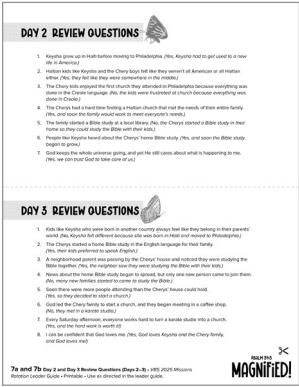 DAY 2 REVIEW QUESTIONS
1. Keysha grew up in Haiti before moving to Philadelphia. (Yes, Keysha had to get used to a new
life in America.)
2. Haitian kids like Keysha and the Chery boys felt like they weren't all American or all Haitian
either. (Yes, they felt like they were somewhere in the middle.)
3. The Chery kids enjoyed the first church they attended in Philadelphia because everything was
done in the Creole language. (No, the kids were frustrated at church because everything was
done in Creole.)
4. The Cherys had a hard time finding a Haitian church that met the needs of their entire family.
(Yes, and soon the family would work to meet everyone's needs.)
5. The family started a Bible study at a local library. (No, the Cherys started a Bible study in their
home so they could study the Bible with their kids.)
6. People like Keysha heard about the Cherys' home Bible study. (Yes, and soon the Bible study
began to grow.)
7. God keeps the whole universe going, and yet He still cares about what is happening to me.
(Yes, we can trust God to take care of us.)
DAY 3 REVIEW QUESTIONS
1. Kids like Keysha who were born in another country always feel like they belong in their parents'
world. (No, Keysha felt different because she was born in Haiti and moved to Philadelphia.)
2. The Cherys started a home Bible study in the English language for their family.
(Yes, their kids preferred to speak English.)
3. A neighborhood parent was passing by the Cherys' house and noticed they were studying the
Bible together. (Yes, the neighbor saw they were studying the Bible with their kids.)
4. News about the home Bible study began to spread, but only one new person came to join them.
(No, many new families started to come to the Bible study.)
5. Soon there were more people attending than the Cherys' house could hold.
(Yes, so they decided to start a church.)
6. God led the Chery family to start a church, and they began meeting in a coffee shop.
(No, they met in a karate studio.)
7. Every Saturday afternoon, everyone works hard to turn a karate studio into a church.
(Yes, and the hard work is worth it!)
8. I can be confident that God loves me. (Yes, God loves Keysha and the Chery family,
and God loves me!)
7a and 7b Day 2 and Day 3 Review Questions (Days 2–3) • VBS 2025 Missions
Rotation Leader Guide • Printable • Use as directed in the leader guide.
PSALM 34:3
MAGNIFIED!